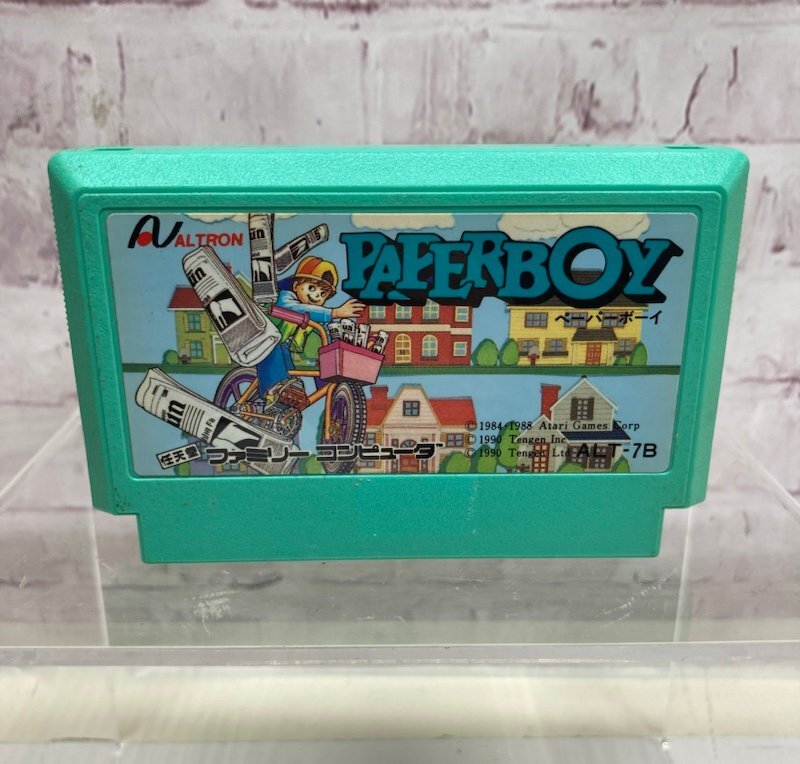 ALTRON
PAPERBOY
ペーパーボーイ
©1984-1988 Atari Games Corp
©1990 Tengen Inc
©1990 Tengen Ltd
ALT-7B
任天堂
ファミリー コンピュータ